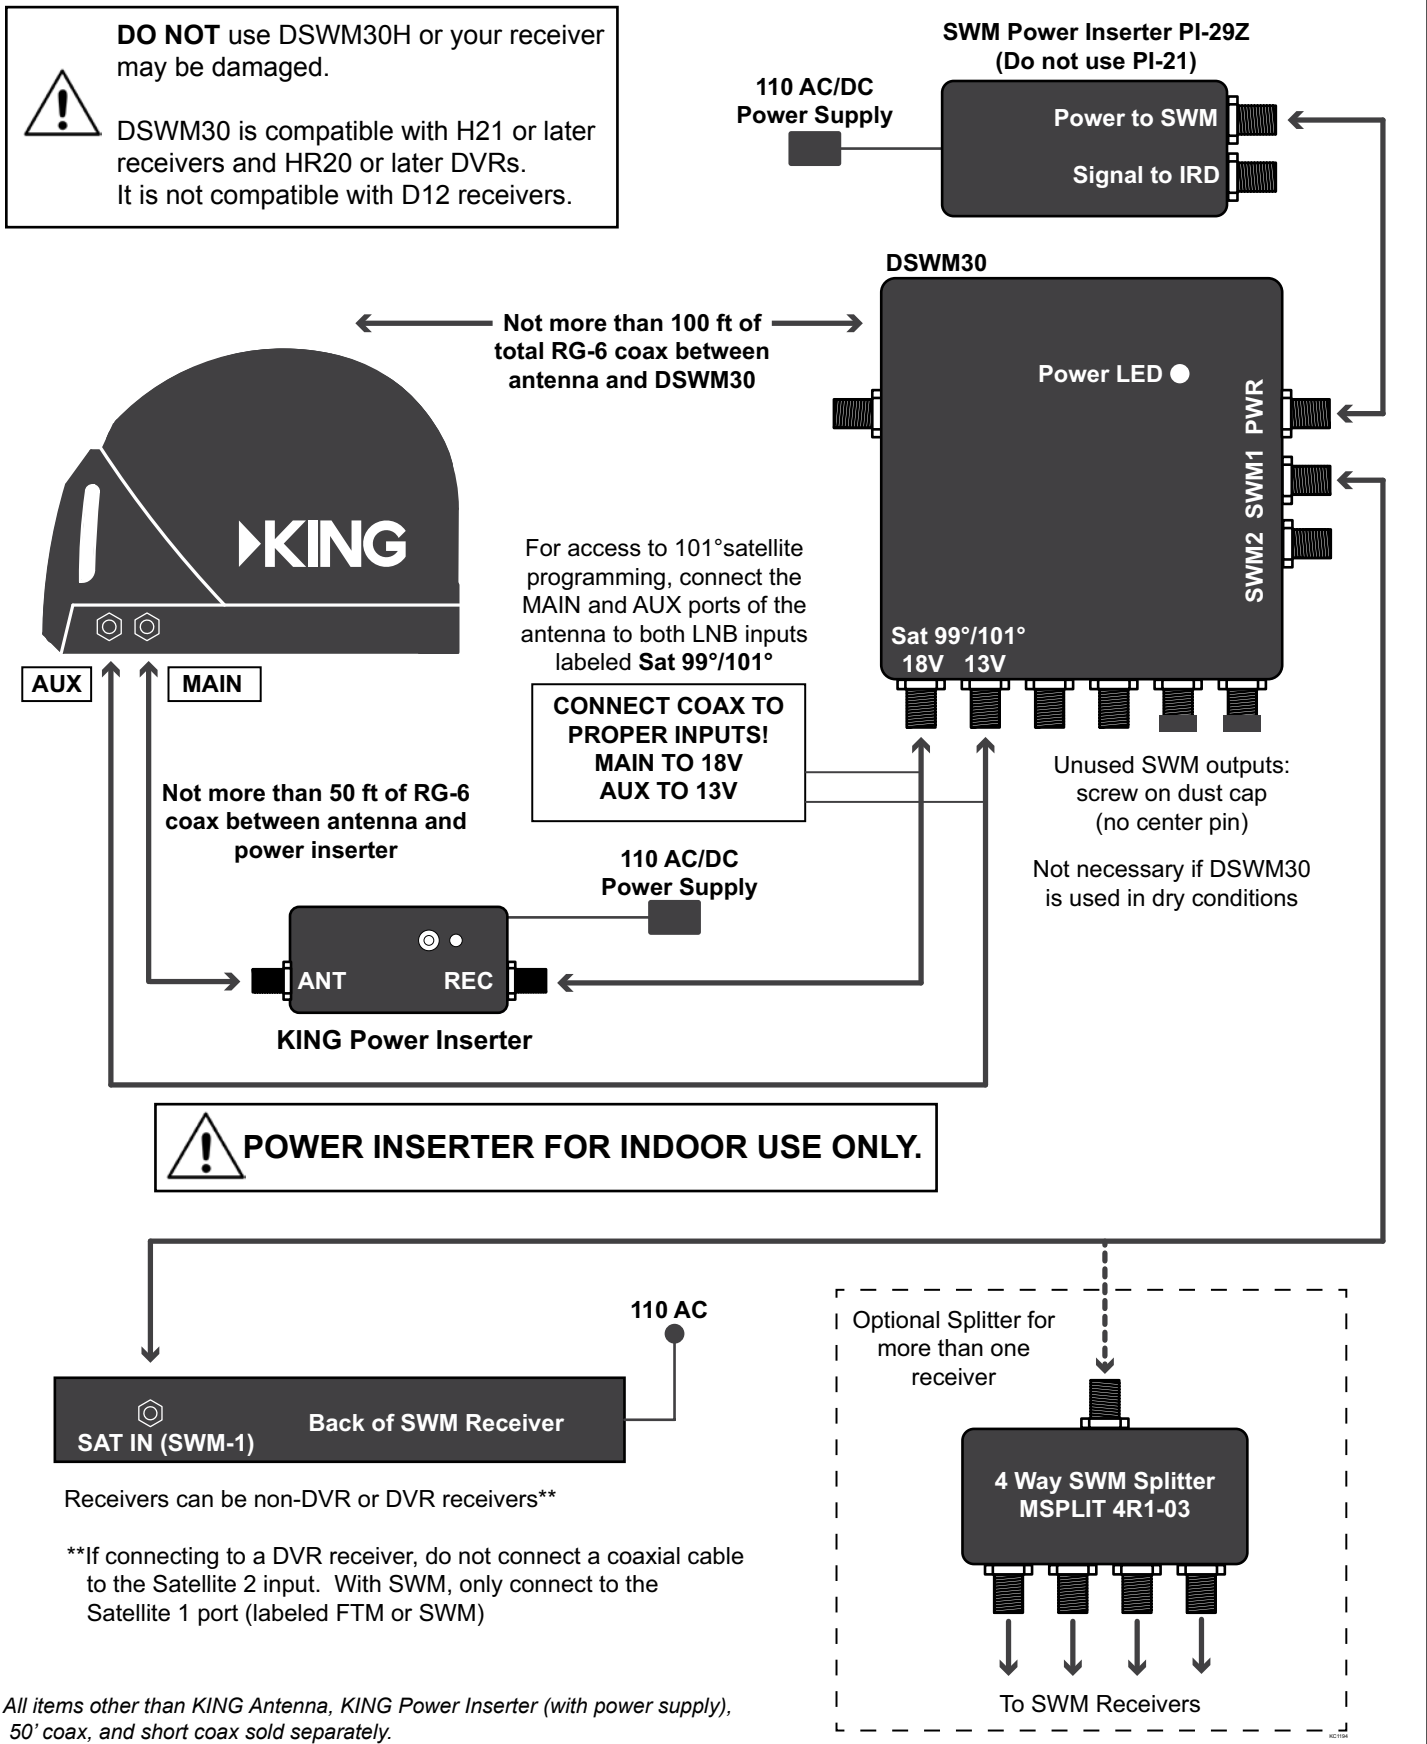 DO NOT use DSWM30H or your receiver
may be damaged.
DSWM30 is compatible with H21 or later
receivers and HR20 or later DVRs.
It is not compatible with D12 receivers.
SWM Power Inserter PI-29Z
(Do not use PI-21)
110 AC/DC
Power Supply
Power to SWM
Signal to IRD
DSWM30
Not more than 100 ft of
total RG-6 coax between
antenna and DSWM30
Power LED
PWR
SWM1
SWM2
KING
For access to 101°satellite
programming, connect the
MAIN and AUX ports of the
antenna to both LNB inputs
labeled Sat 99°/101°
Sat 99°/101°
18V 13V
AUX
MAIN
CONNECT COAX TO
PROPER INPUTS!
MAIN TO 18V
AUX TO 13V
Unused SWM outputs:
screw on dust cap
(no center pin)
Not necessary if DSWM30
is used in dry conditions
Not more than 50 ft of RG-6
coax between antenna and
power inserter
110 AC/DC
Power Supply
ANT
REC
KING Power Inserter
POWER INSERTER FOR INDOOR USE ONLY.
110 AC
SAT IN (SWM-1)
Back of SWM Receiver
Optional Splitter for
more than one
receiver
4 Way SWM Splitter
MSPLIT 4R1-03
To SWM Receivers
Receivers can be non-DVR or DVR receivers**
**If connecting to a DVR receiver, do not connect a coaxial cable
to the Satellite 2 input. With SWM, only connect to the
Satellite 1 port (labeled FTM or SWM)
All items other than KING Antenna, KING Power Inserter (with power supply),
50’ coax, and short coax sold separately.
KC1194